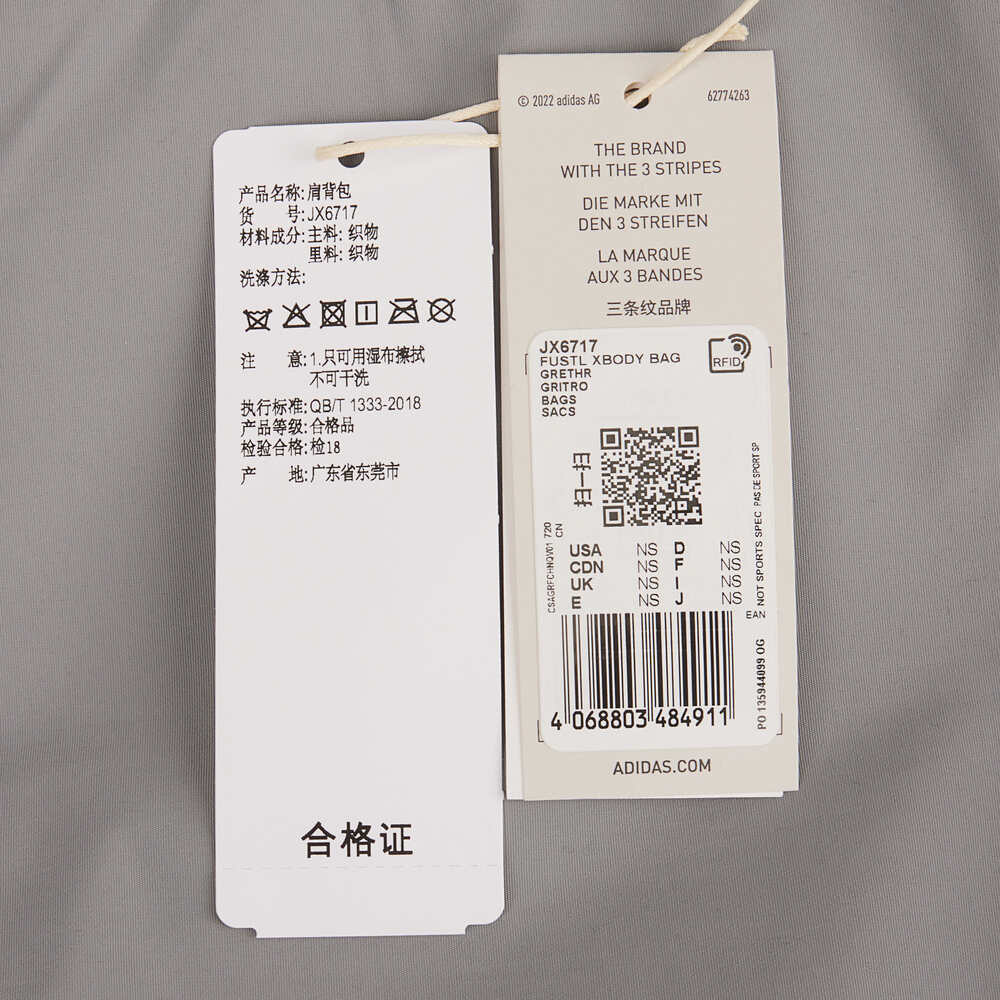 产品名称:肩背包
货 号:JX6717
材料成分:主料: 织物
里料: 织物
洗涤方法:
注 意:1.只可用湿布擦拭
不可干洗
执行标准:QB/T 1333-2018
产品等级:合格品
检验合格:检18
产 地:广东省东莞市
合格证
© 2022 adidas AG 62774263
THE BRAND
WITH THE 3 STRIPES
DIE MARKE MIT
DEN 3 STREIFEN
LA MARQUE
AUX 3 BANDES
三条纹品牌
JX6717
FUSTL XBODY BAG
GRETHR
GRITRO
BAGS
SACS
RFID
扫一扫
CSAGRFCHNQV01 720
CN
USA NS D NS
CDN NS F NS
UK NS I NS
E NS J NS
EAN
NOT SPORTS SPEC PAS DE SPORT SP
PO 135944099 OG
4 068803 484911
ADIDAS.COM